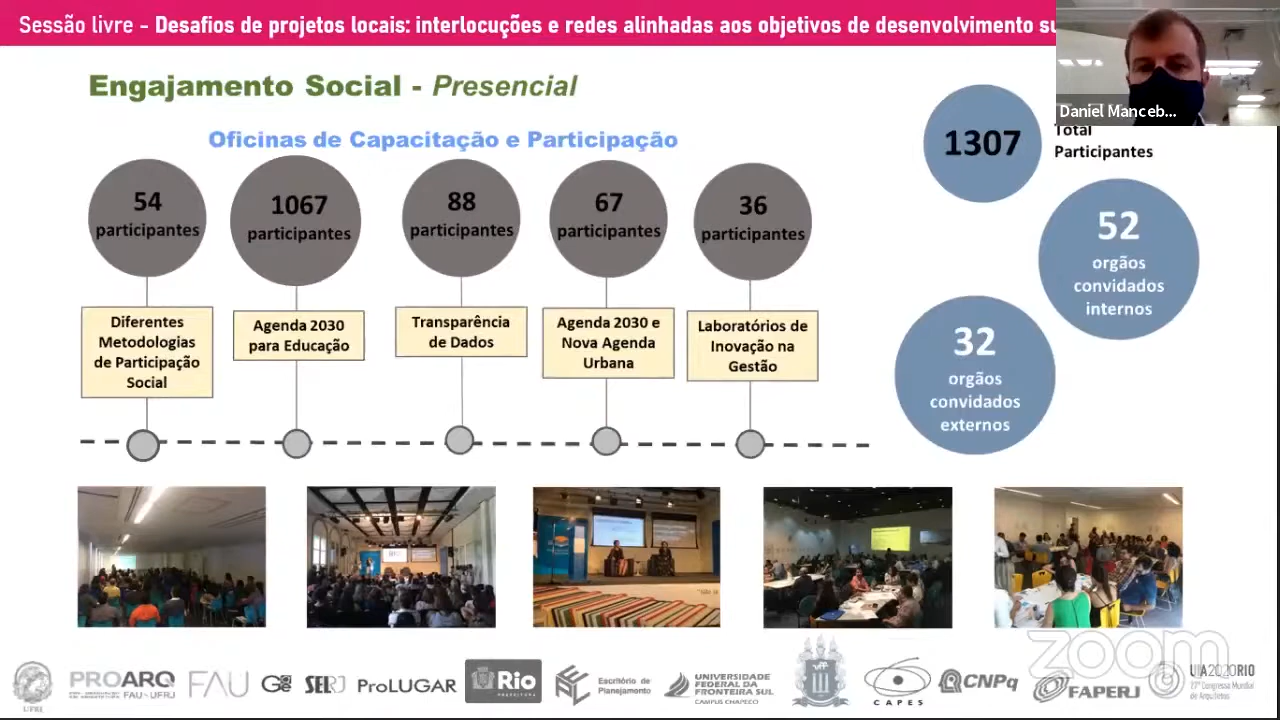 Sessão livre - Desafios de projetos locais: interlocuções e redes alinhadas aos objetivos de desenvolvimento su
Daniel Manceb...
Engajamento Social - Presencial
Oficinas de Capacitação e Participação
54
participantes
1067
participantes
88
participantes
67
participantes
36
participantes
Diferentes
Metodologias
de Participação
Social
Agenda 2030
para Educação
Transparência
de Dados
Agenda 2030 e
Nova Agenda
Urbana
Laboratórios de
Inovação na
Gestão
1307
Total
Participantes
52
orgãos
convidados
internos
32
orgãos
convidados
externos
zoom
UFRJ
PROARQ
FAU-UFRJ
FAU
SEL RJ
ProLUGAR
Rio
PREFEITURA
Escritório de
Planejamento
UNIVERSIDADE
FEDERAL DA
FRONTEIRA SUL
CAMPUS CHAPECÓ
CAPES
CNPq
FAPERJ
UIA2020RIO
27º Congresso Mundial
de Arquitetos